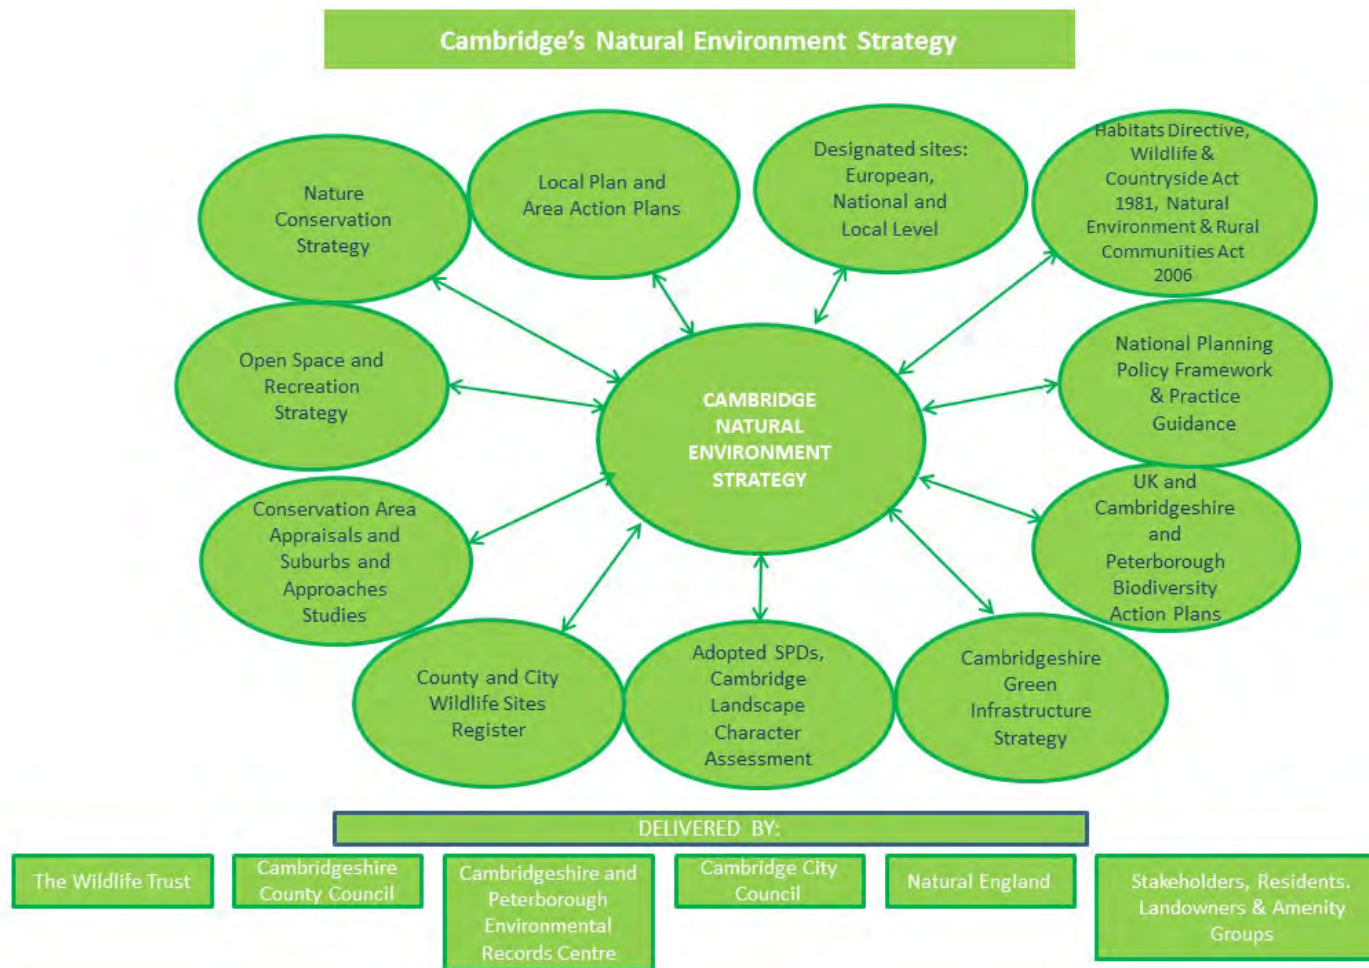 Cambridge's Natural Environment Strategy
Nature
Conservation
Strategy
Local Plan and
Area Action Plans
Designated sites:
European,
National and
Local Level
Habitats Directive,
Wildlife &
Countryside Act
1981, Natural
Environment & Rural
Communities Act
2006
Open Space and
Recreation
Strategy
CAMBRIDGE
NATURAL
ENVIRONMENT
STRATEGY
National Planning
Policy Framework
& Practice
Guidance
Conservation Area
Appraisals and
Suburbs and
Approaches
Studies
UK and
Cambridgeshire
and
Peterborough
Biodiversity
Action Plans
County and City
Wildlife Sites
Register
Adopted SPDs,
Cambridge
Landscape
Character
Assessment
Cambridgeshire
Green
Infrastructure
Strategy
DELIVERED BY:
The Wildlife Trust
Cambridgeshire
County Council
Cambridgeshire and
Peterborough
Environmental
Records Centre
Cambridge City
Council
Natural England
Stakeholders, Residents.
Landowners & Amenity
Groups